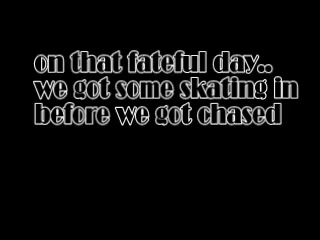 on that fateful day..
we got some skating in
before we got chased